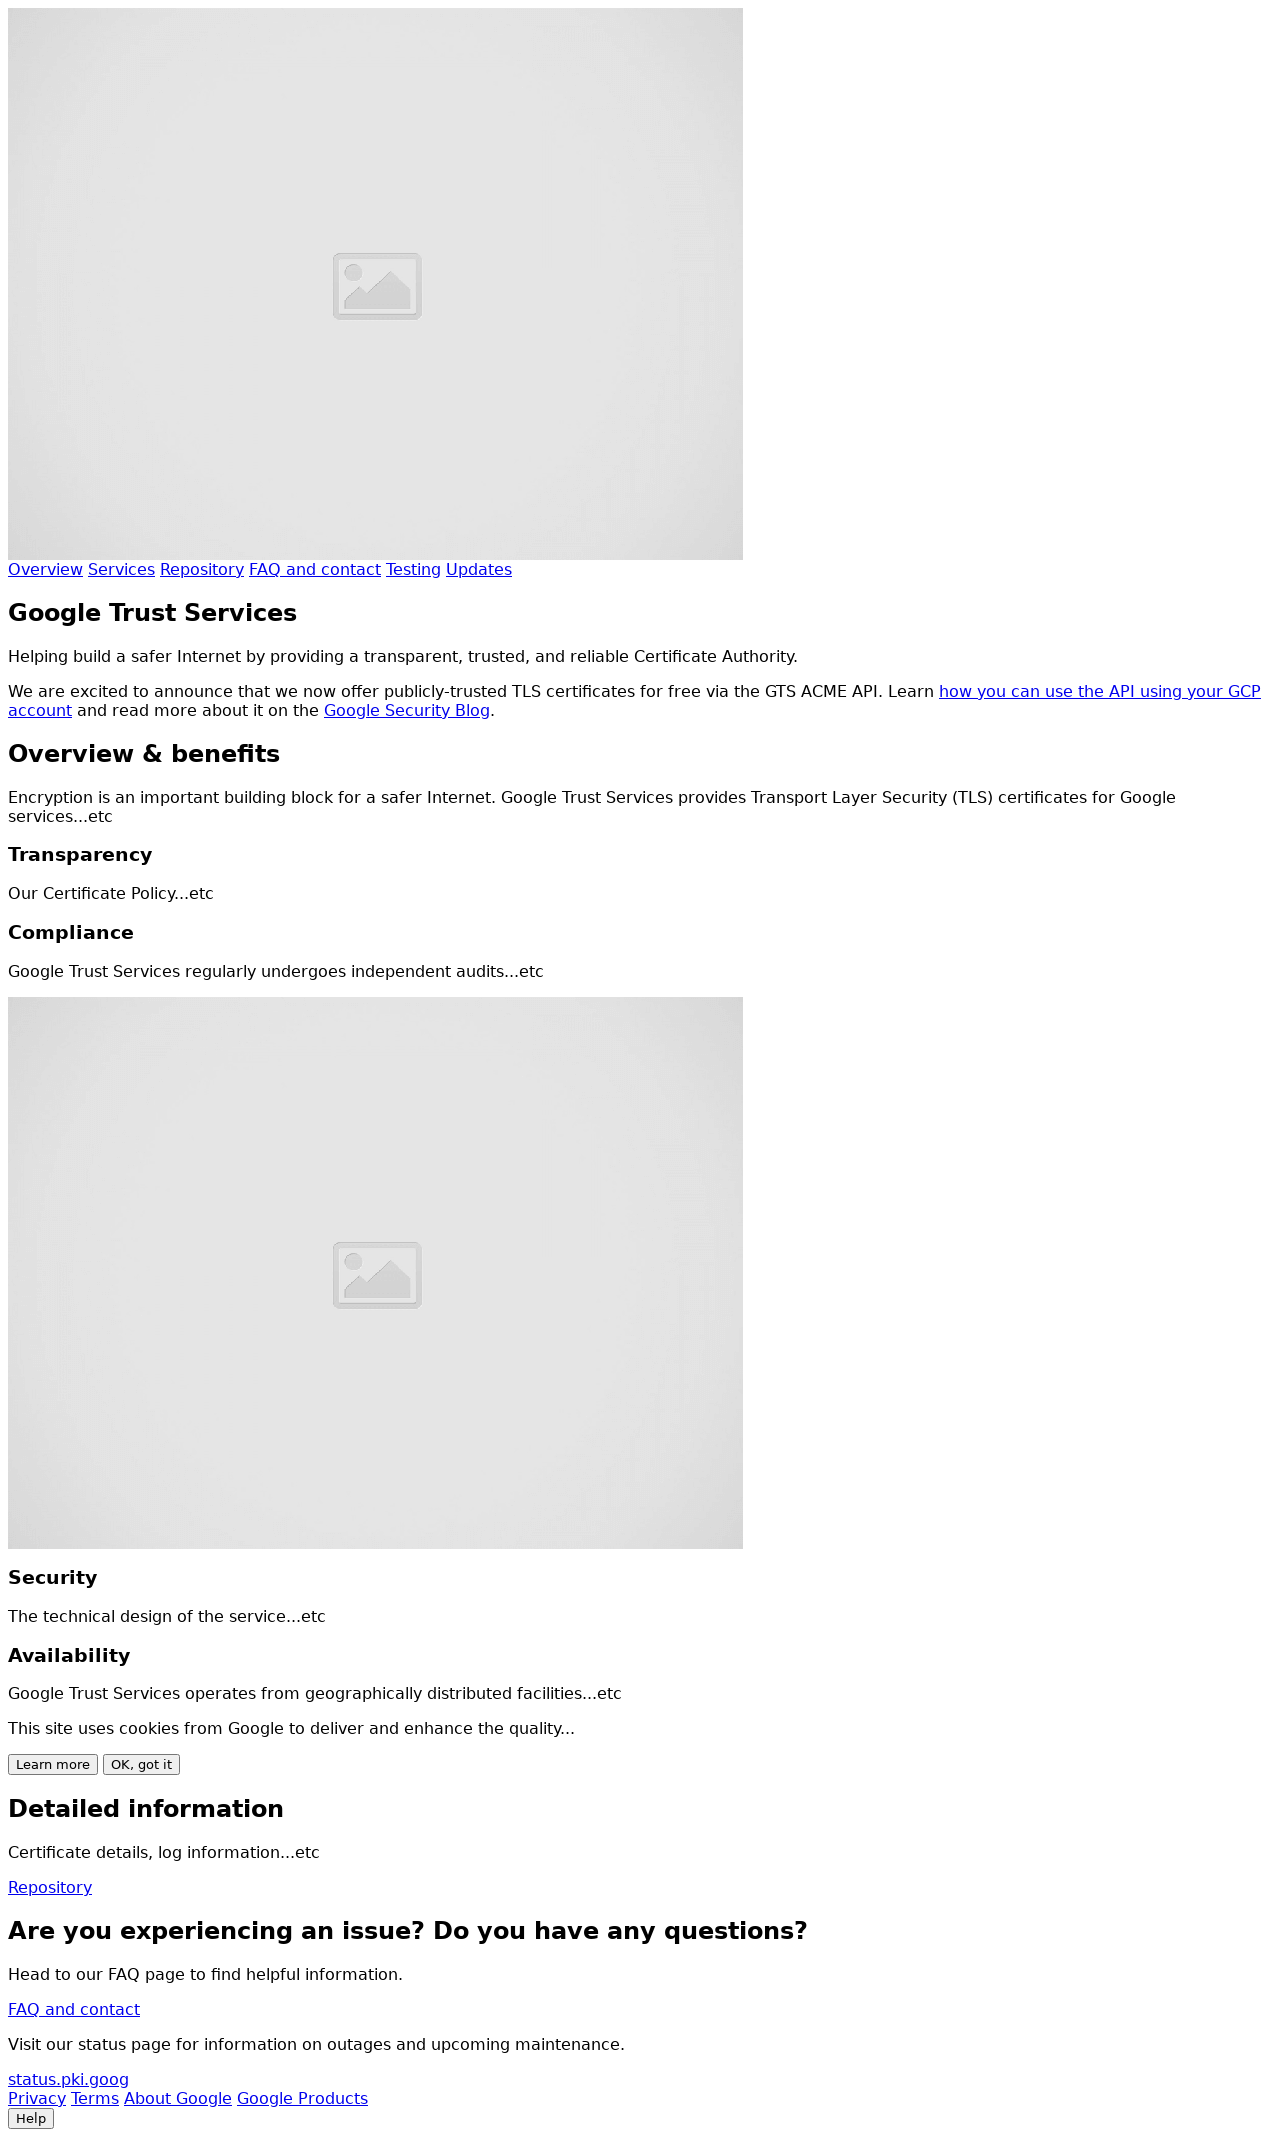 Overview Services Repository FAQ and contact Testing Updates
Google Trust Services
Helping build a safer Internet by providing a transparent, trusted, and reliable Certificate Authority.
We are excited to announce that we now offer publicly-trusted TLS certificates for free via the GTS ACME API. Learn how you can use the API using your GCP
account and read more about it on the Google Security Blog.
Overview & benefits
Encryption is an important building block for a safer Internet. Google Trust Services provides Transport Layer Security (TLS) certificates for Google
services...etc
Transparency
Our Certificate Policy...etc
Compliance
Google Trust Services regularly undergoes independent audits...etc
Security
The technical design of the service...etc
Availability
Google Trust Services operates from geographically distributed facilities...etc
This site uses cookies from Google to deliver and enhance the quality...
Learn more OK, got it
Detailed information
Certificate details, log information...etc
Repository
Are you experiencing an issue? Do you have any questions?
Head to our FAQ page to find helpful information.
FAQ and contact
Visit our status page for information on outages and upcoming maintenance.
status.pki.goog
Privacy Terms About Google Google Products
Help